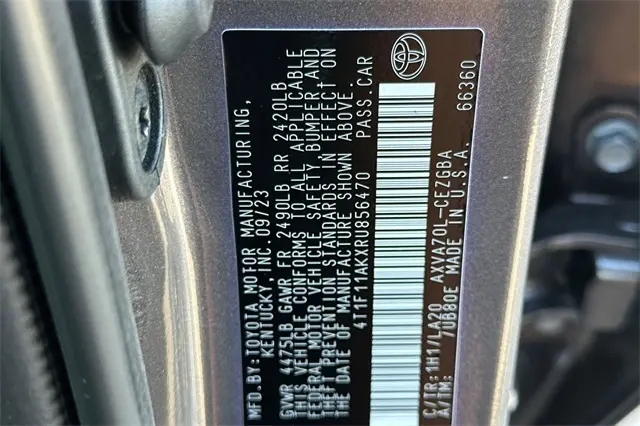 MFD.BY:TOYOTA MOTOR MANUFACTURING,
KENTUCKY, INC. 09/23
GVWR 4475LB GAWR FR 2490LB RR 2420LB
THIS VEHICLE CONFORMS TO ALL APPLICABLE
FEDERAL MOTOR VEHICLE SAFETY, BUMPER AND
THEFT PREVENTION STANDARDS IN EFFECT ON
THE DATE OF MANUFACTURE SHOWN ABOVE.
4T1F11AKXRU856470 PASS.CAR
C/TR:1H1/LA20 AXVA70L-CEZGBA
A/TM: /UB80E MADE IN U.S.A. 66360